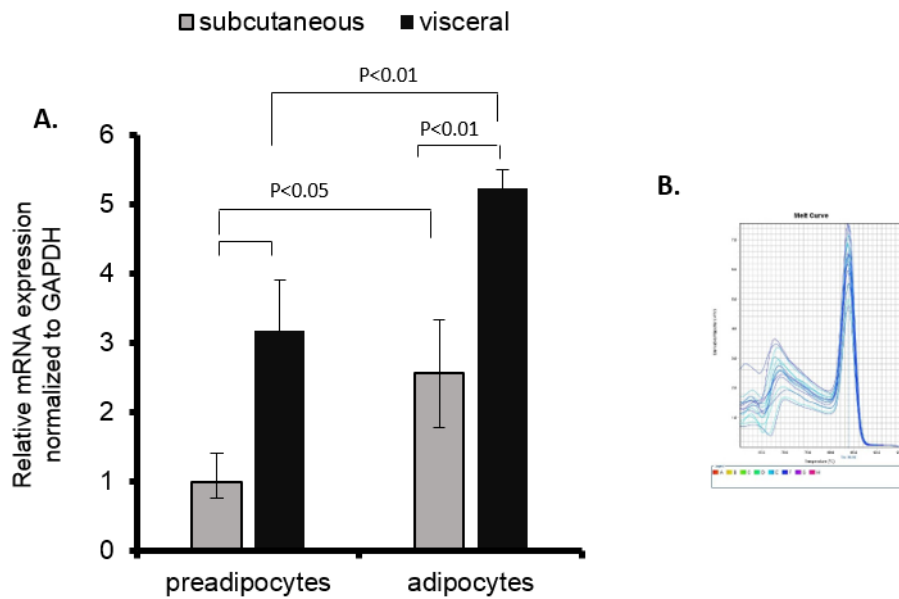 subcutaneous visceral
P<0.01
A.
P<0.01
6
P<0.05
5
4
3
2
1
0
Relative mRNA expression
normalized to GAPDH
preadipocytes adipocytes
B.
Melt Curve